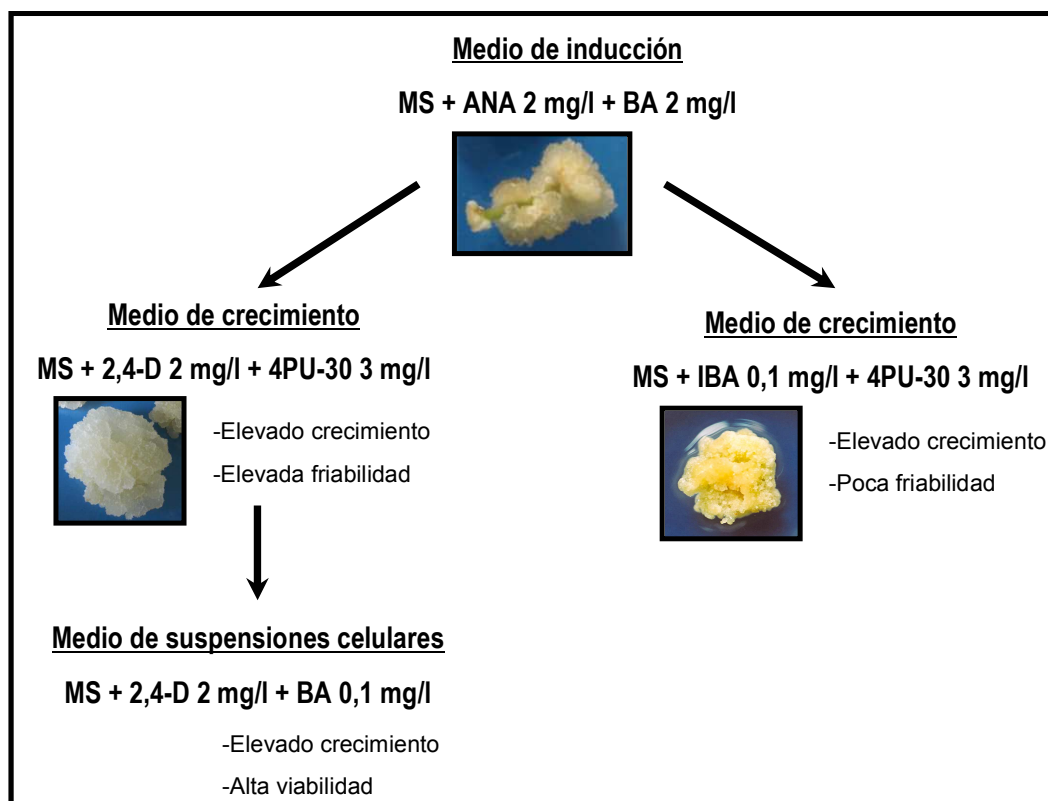 Medio de inducción
MS + ANA 2 mg/l + BA 2 mg/l
Medio de crecimiento
MS + 2,4-D 2 mg/l + 4PU-30 3 mg/l
-Elevado crecimiento
-Elevada friabilidad
Medio de crecimiento
MS + IBA 0,1 mg/l + 4PU-30 3 mg/l
-Elevado crecimiento
-Poca friabilidad
Medio de suspensiones celulares
MS + 2,4-D 2 mg/l + BA 0,1 mg/l
-Elevado crecimiento
-Alta viabilidad